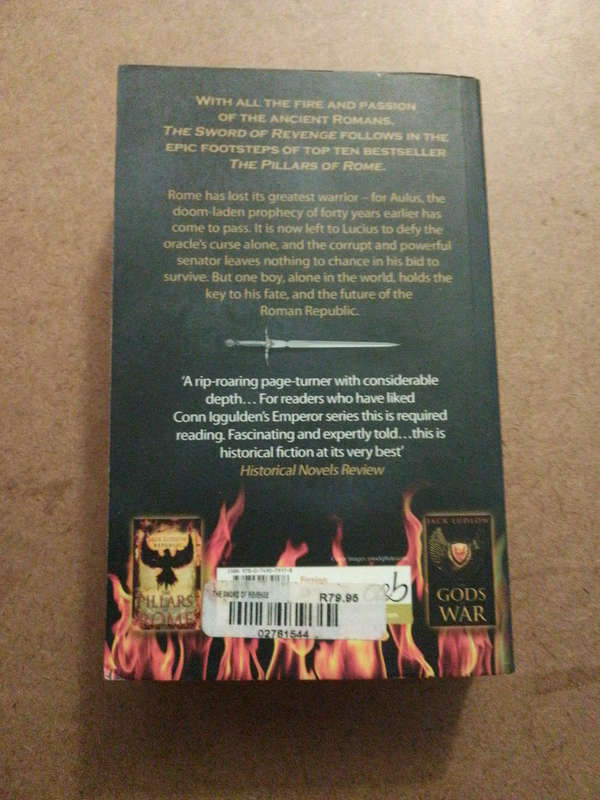 WITH ALL THE FIRE AND PASSION
OF THE ANCIENT ROMANS.
THE SWORD OF REVENGE FOLLOWS IN THE
EPIC FOOTSTEPS OF TOP TEN BESTSELLER
THE PILLARS OF ROME.
Rome has lost its greatest warrior – for Aulus, the
doom-laden prophecy of forty years earlier has
come to pass. It is now left to Lucius to defy the
oracle's curse alone, and the corrupt and powerful
senator leaves nothing to chance in his bid to
survive. But one boy, alone in the world, holds the
key to his fate, and the future of the
Roman Republic.
'A rip-roaring page-turner with considerable
depth… For readers who have liked
Conn Iggulden's Emperor series this is required
reading. Fascinating and expertly told…this is
historical fiction at its very best'
Historical Novels Review
JACK LUDLOW
REPUBLIC
PILLARS
ROME
JACK LUDLOW
GODS
WAR
Fiction
THE SWORD OF REVENGE
R79.95
02761544